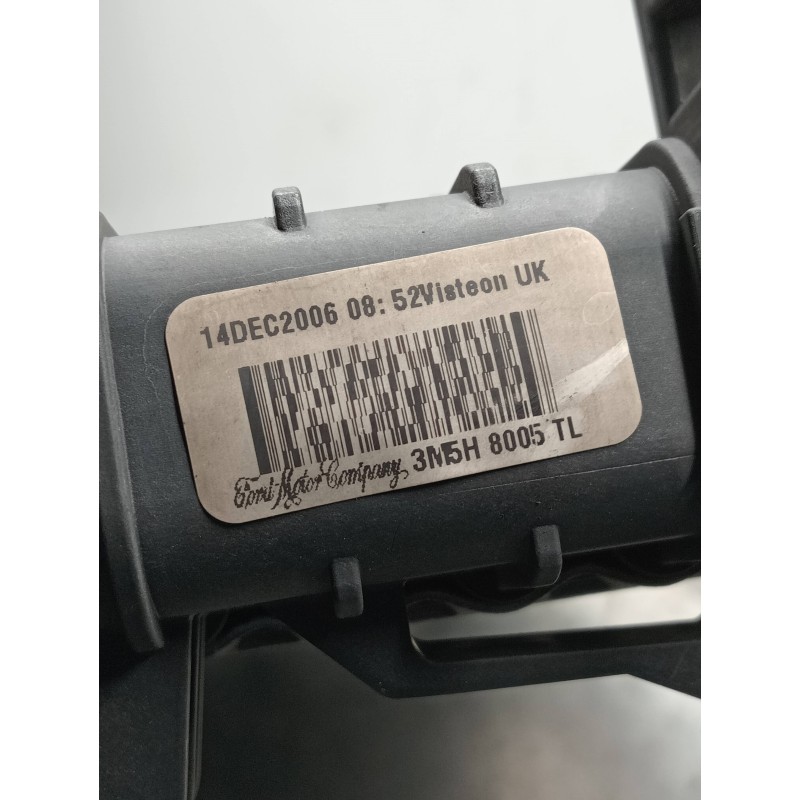 14DEC2006 08: 52Visteon UK
Ford Motor Company 3M5H 8005 TL